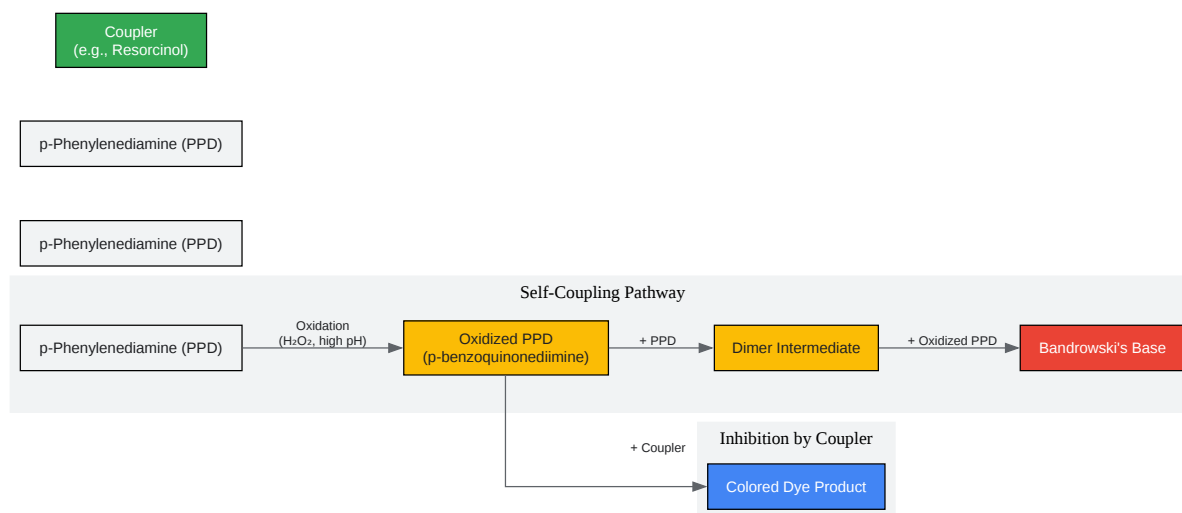 Coupler
(e.g., Resorcinol)
p-Phenylenediamine (PPD)
p-Phenylenediamine (PPD)
Self-Coupling Pathway
p-Phenylenediamine (PPD)
Oxidation
(H₂O₂, high pH)
Oxidized PPD
(p-benzoquinonediimine)
+ PPD
Dimer Intermediate
+ Oxidized PPD
Bandrowski's Base
+ Coupler
Inhibition by Coupler
Colored Dye Product